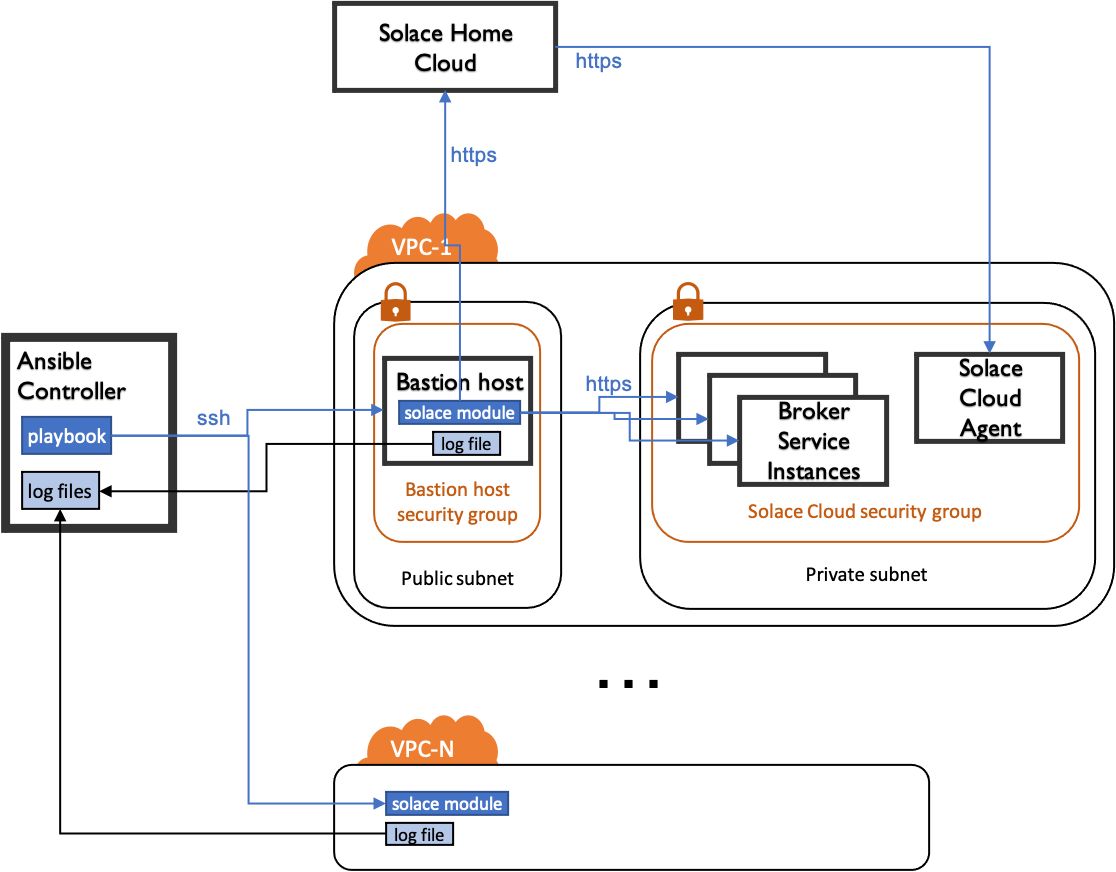 Solace Home
Cloud
https
https
VPC-1
Ansible
Controller
playbook
log files
ssh
Bastion host
solace module
log file
Bastion host
security group
Public subnet
https
Broker
Service
Instances
Solace
Cloud
Agent
Solace Cloud security group
Private subnet
...
VPC-N
solace module
log file